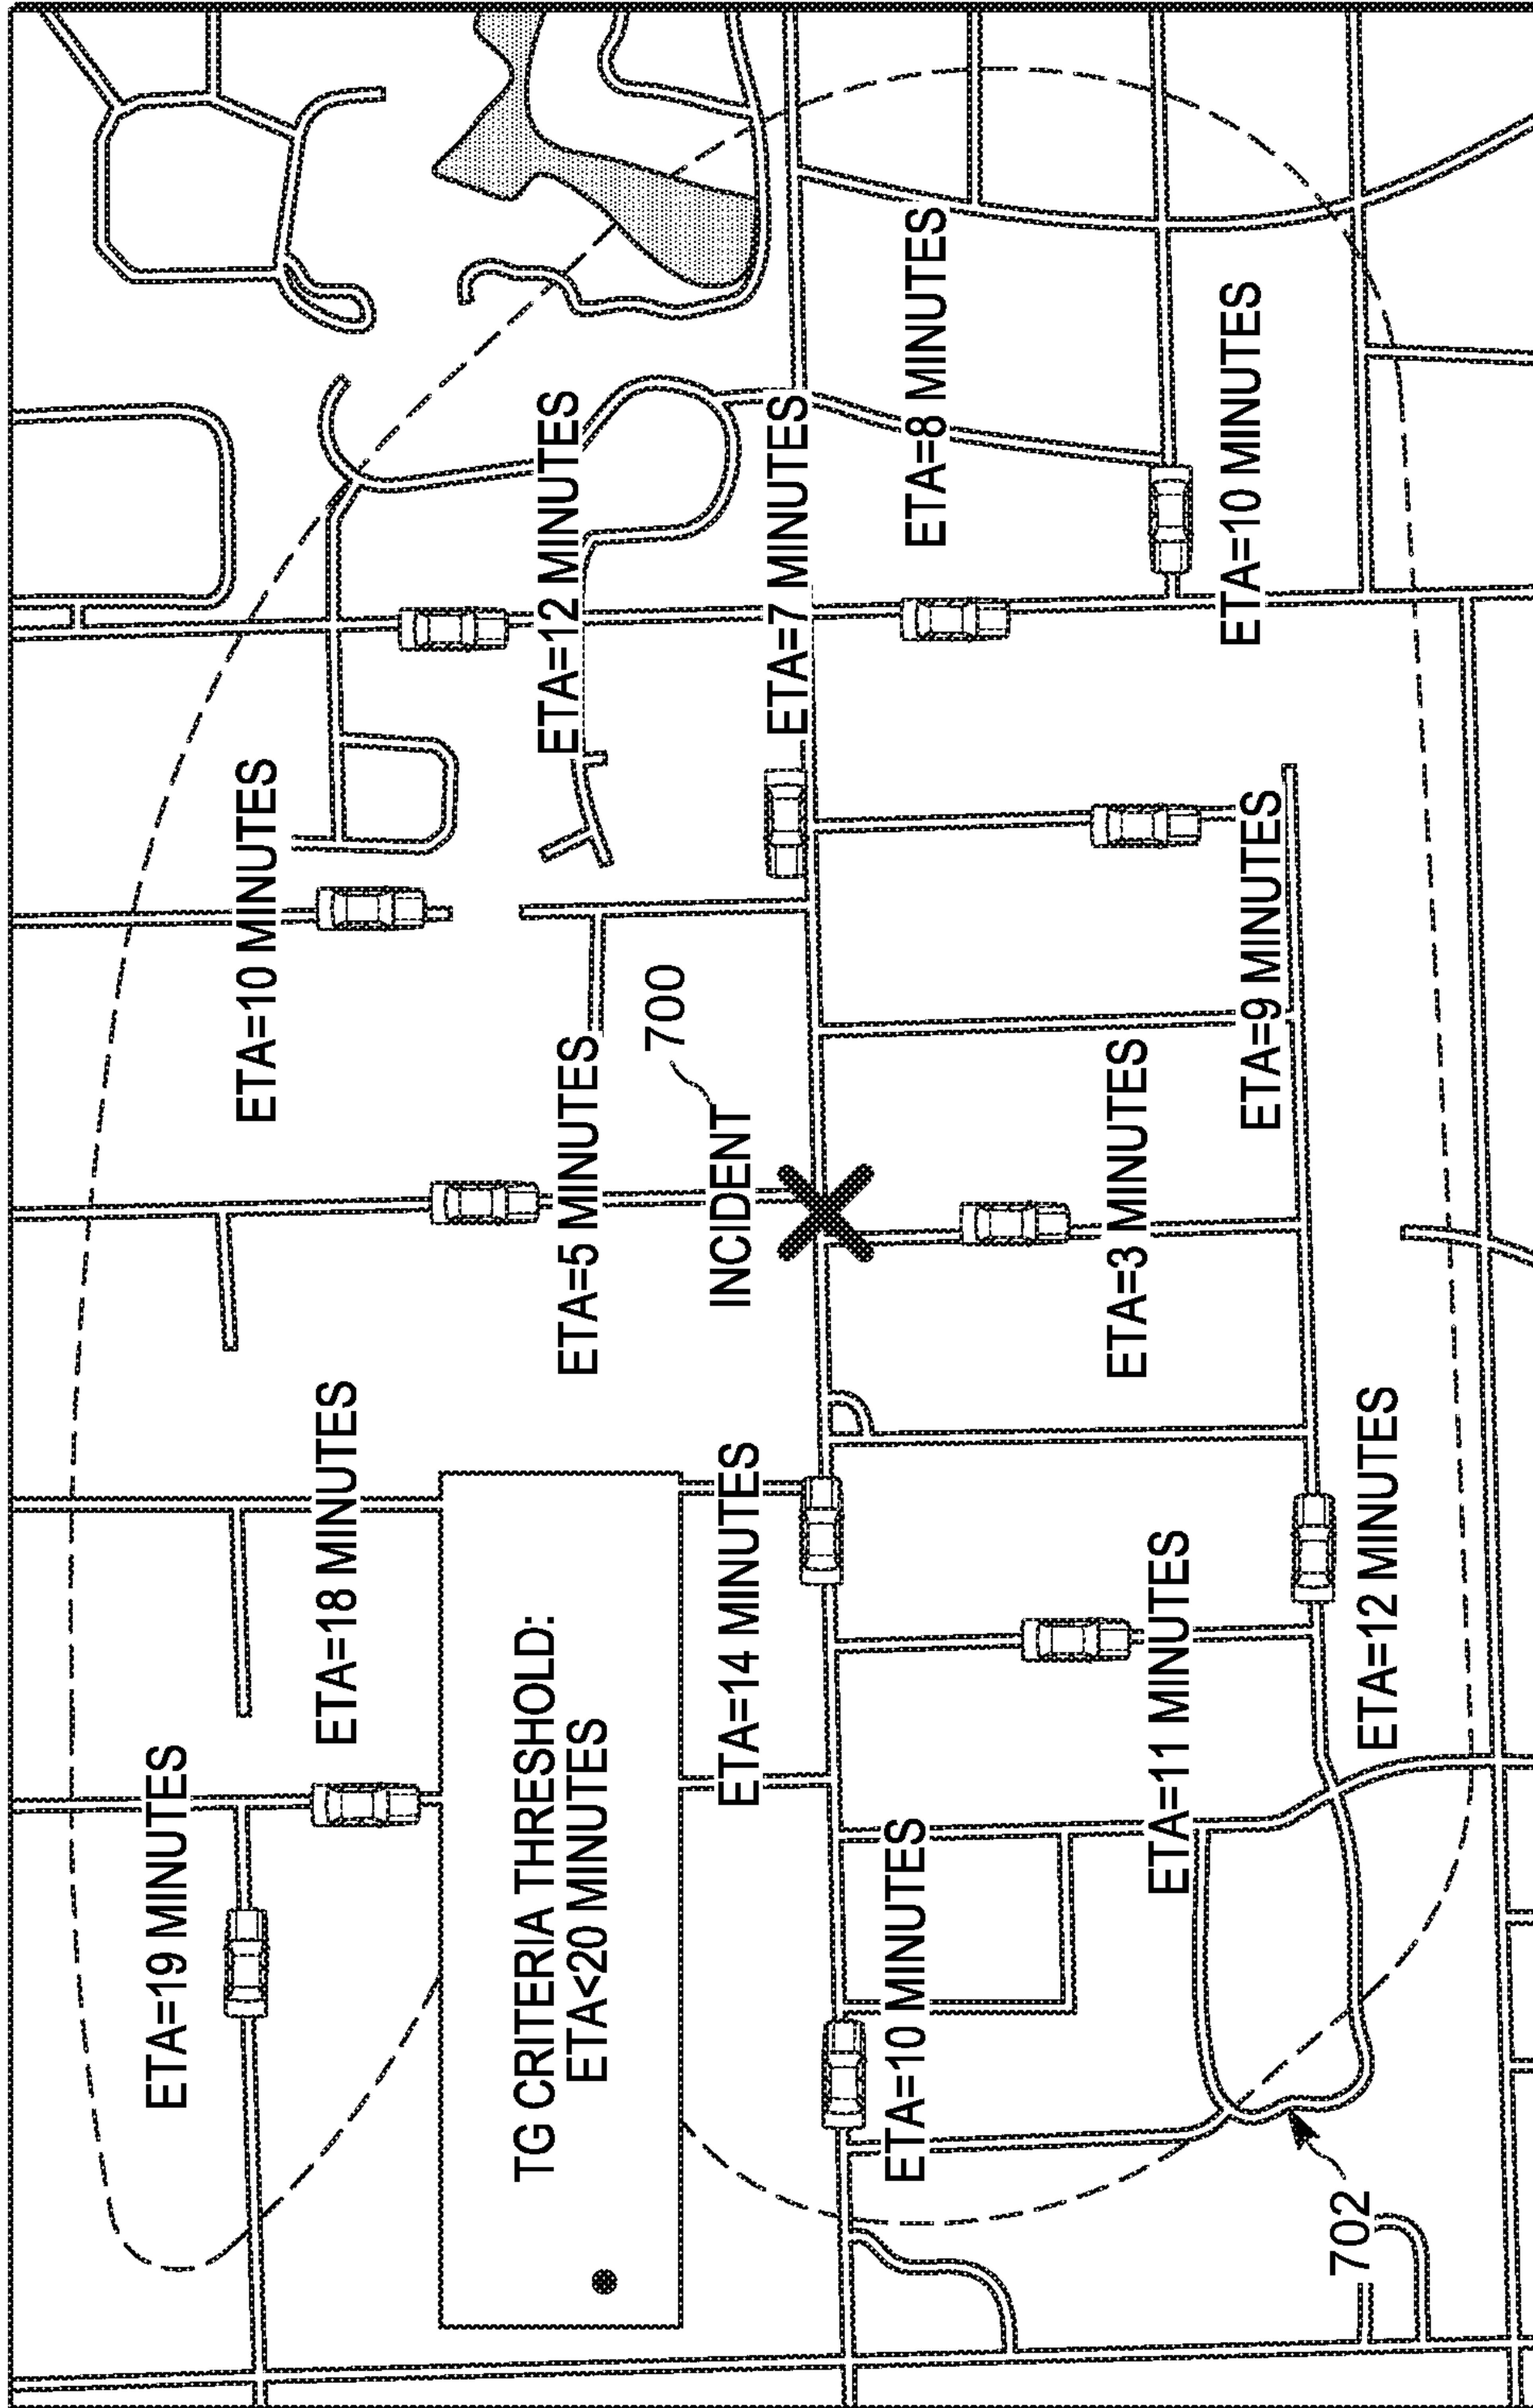 ETA=19 MINUTES
ETA=18 MINUTES
ETA=10 MINUTES
TG CRITERIA THRESHOLD:
ETA<20 MINUTES
ETA=5 MINUTES
ETA=12 MINUTES
700
INCIDENT
ETA=14 MINUTES
ETA=7 MINUTES
ETA=10 MINUTES
ETA=8 MINUTES
ETA=11 MINUTES
ETA=3 MINUTES
ETA=9 MINUTES
ETA=10 MINUTES
702
ETA=12 MINUTES